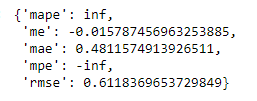 {'mape': inf,
'me': -0.015787456963253885,
'mae': 0.4811574913926511,
'mpe': -inf,
'rmse': 0.6118369653729849}